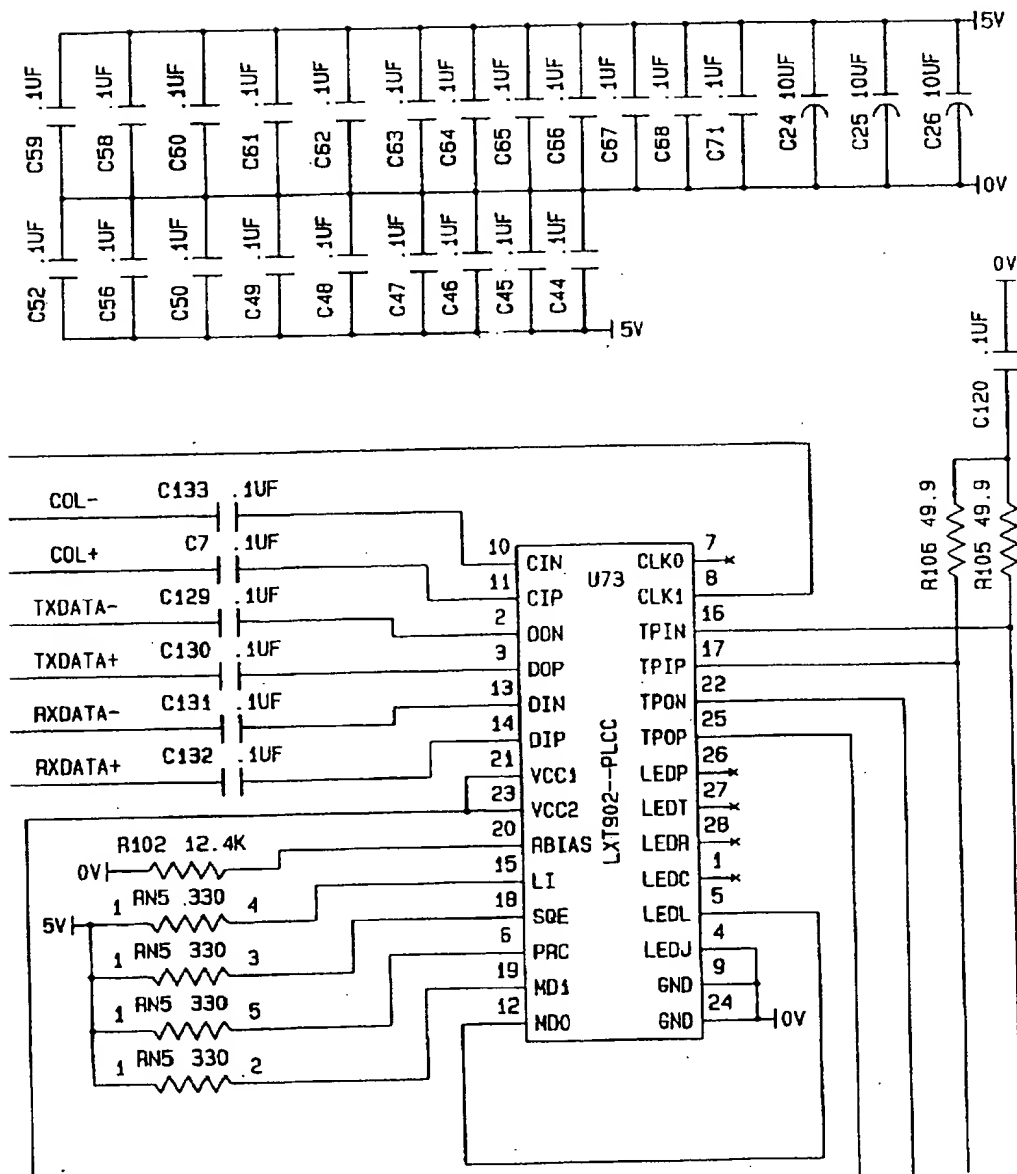 5V
C59 .1UF
C58 .1UF
C60 .1UF
C61 .1UF
C62 .1UF
C63 .1UF
C64 .1UF
C65 .1UF
C66 .1UF
C67 .1UF
C68 .1UF
C71 .1UF
C24 10UF
C25 10UF
C26 10UF
0V
C52 .1UF
C56 .1UF
C50 .1UF
C49 .1UF
C48 .1UF
C47 .1UF
C46 .1UF
C45 .1UF
C44 .1UF
5V
0V
C120 .1UF
R106 49.9
R105 49.9
COL- C133 .1UF
COL+ C7 .1UF
TXDATA- C129 .1UF
TXDATA+ C130 .1UF
RXDATA- C131 .1UF
RXDATA+ C132 .1UF
U73
LXT902--PLCC
10 CIN
11 CIP
2 DON
3 DOP
13 DIN
14 DIP
21 VCC1
23 VCC2
20 RBIAS
15 LI
18 SQE
6 PRC
19 MD1
12 MD0
CLK0 7
CLK1 8
TPIN 16
TPIP 17
TPON 22
TPOP 25
LEDP 26
LEDT 27
LEDR 28
LEDC 1
LEDL 5
LEDJ 4
GND 9
GND 24
0V
R102 12.4K
0V
5V
1 RN5 330 4
1 RN5 330 3
1 RN5 330 5
1 RN5 330 2